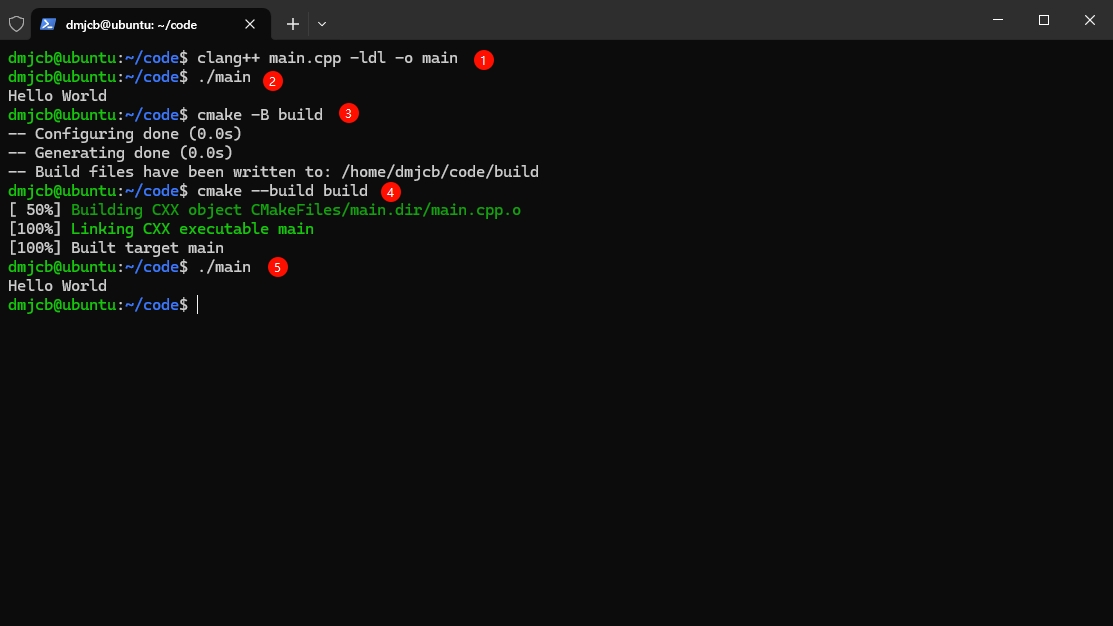 dmjcb@ubuntu: ~/code
dmjcb@ubuntu:~/code$ clang++ main.cpp -ldl -o main 1
dmjcb@ubuntu:~/code$ ./main 2
Hello World
dmjcb@ubuntu:~/code$ cmake -B build 3
-- Configuring done (0.0s)
-- Generating done (0.0s)
-- Build files have been written to: /home/dmjcb/code/build
dmjcb@ubuntu:~/code$ cmake --build build 4
[ 50%] Building CXX object CMakeFiles/main.dir/main.cpp.o
[100%] Linking CXX executable main
[100%] Built target main
dmjcb@ubuntu:~/code$ ./main 5
Hello World
dmjcb@ubuntu:~/code$